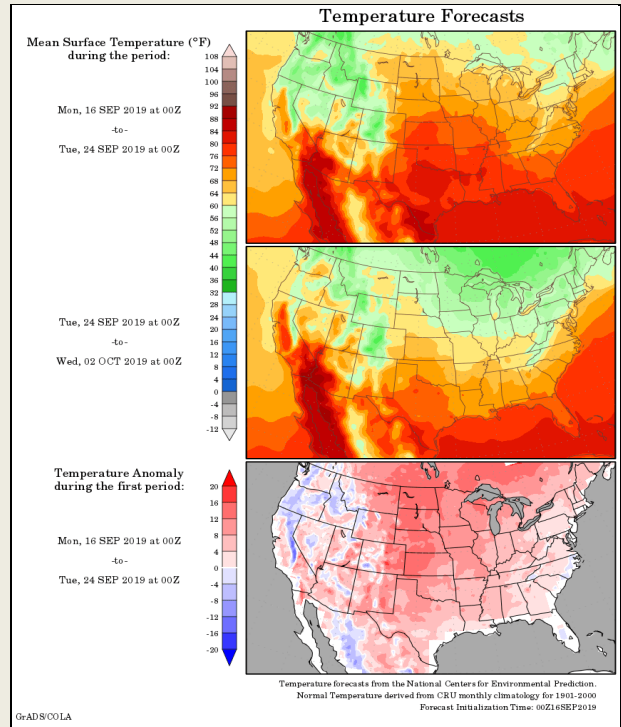 Temperature Forecasts
Mean Surface Temperature (°F)
during the period:
Mon, 16 SEP 2019 at 00Z
-to-
Tue, 24 SEP 2019 at 00Z
108
104
100
96
92
88
84
80
76
72
68
64
60
56
52
48
44
40
36
32
28
24
20
16
12
8
4
0
-4
-8
-12
Tue, 24 SEP 2019 at 00Z
-to-
Wed, 02 OCT 2019 at 00Z
Temperature Anomaly
during the first period:
Mon, 16 SEP 2019 at 00Z
-to-
Tue, 24 SEP 2019 at 00Z
20
16
12
8
4
0
-4
-8
-12
-16
-20
Temperature forecasts from the National Centers for Environmental Prediction.
Normal Temperature derived from CRU monthly climatology for 1901-2000
Forecast Initialization Time: 00Z16SEP2019
GrADS/COLA